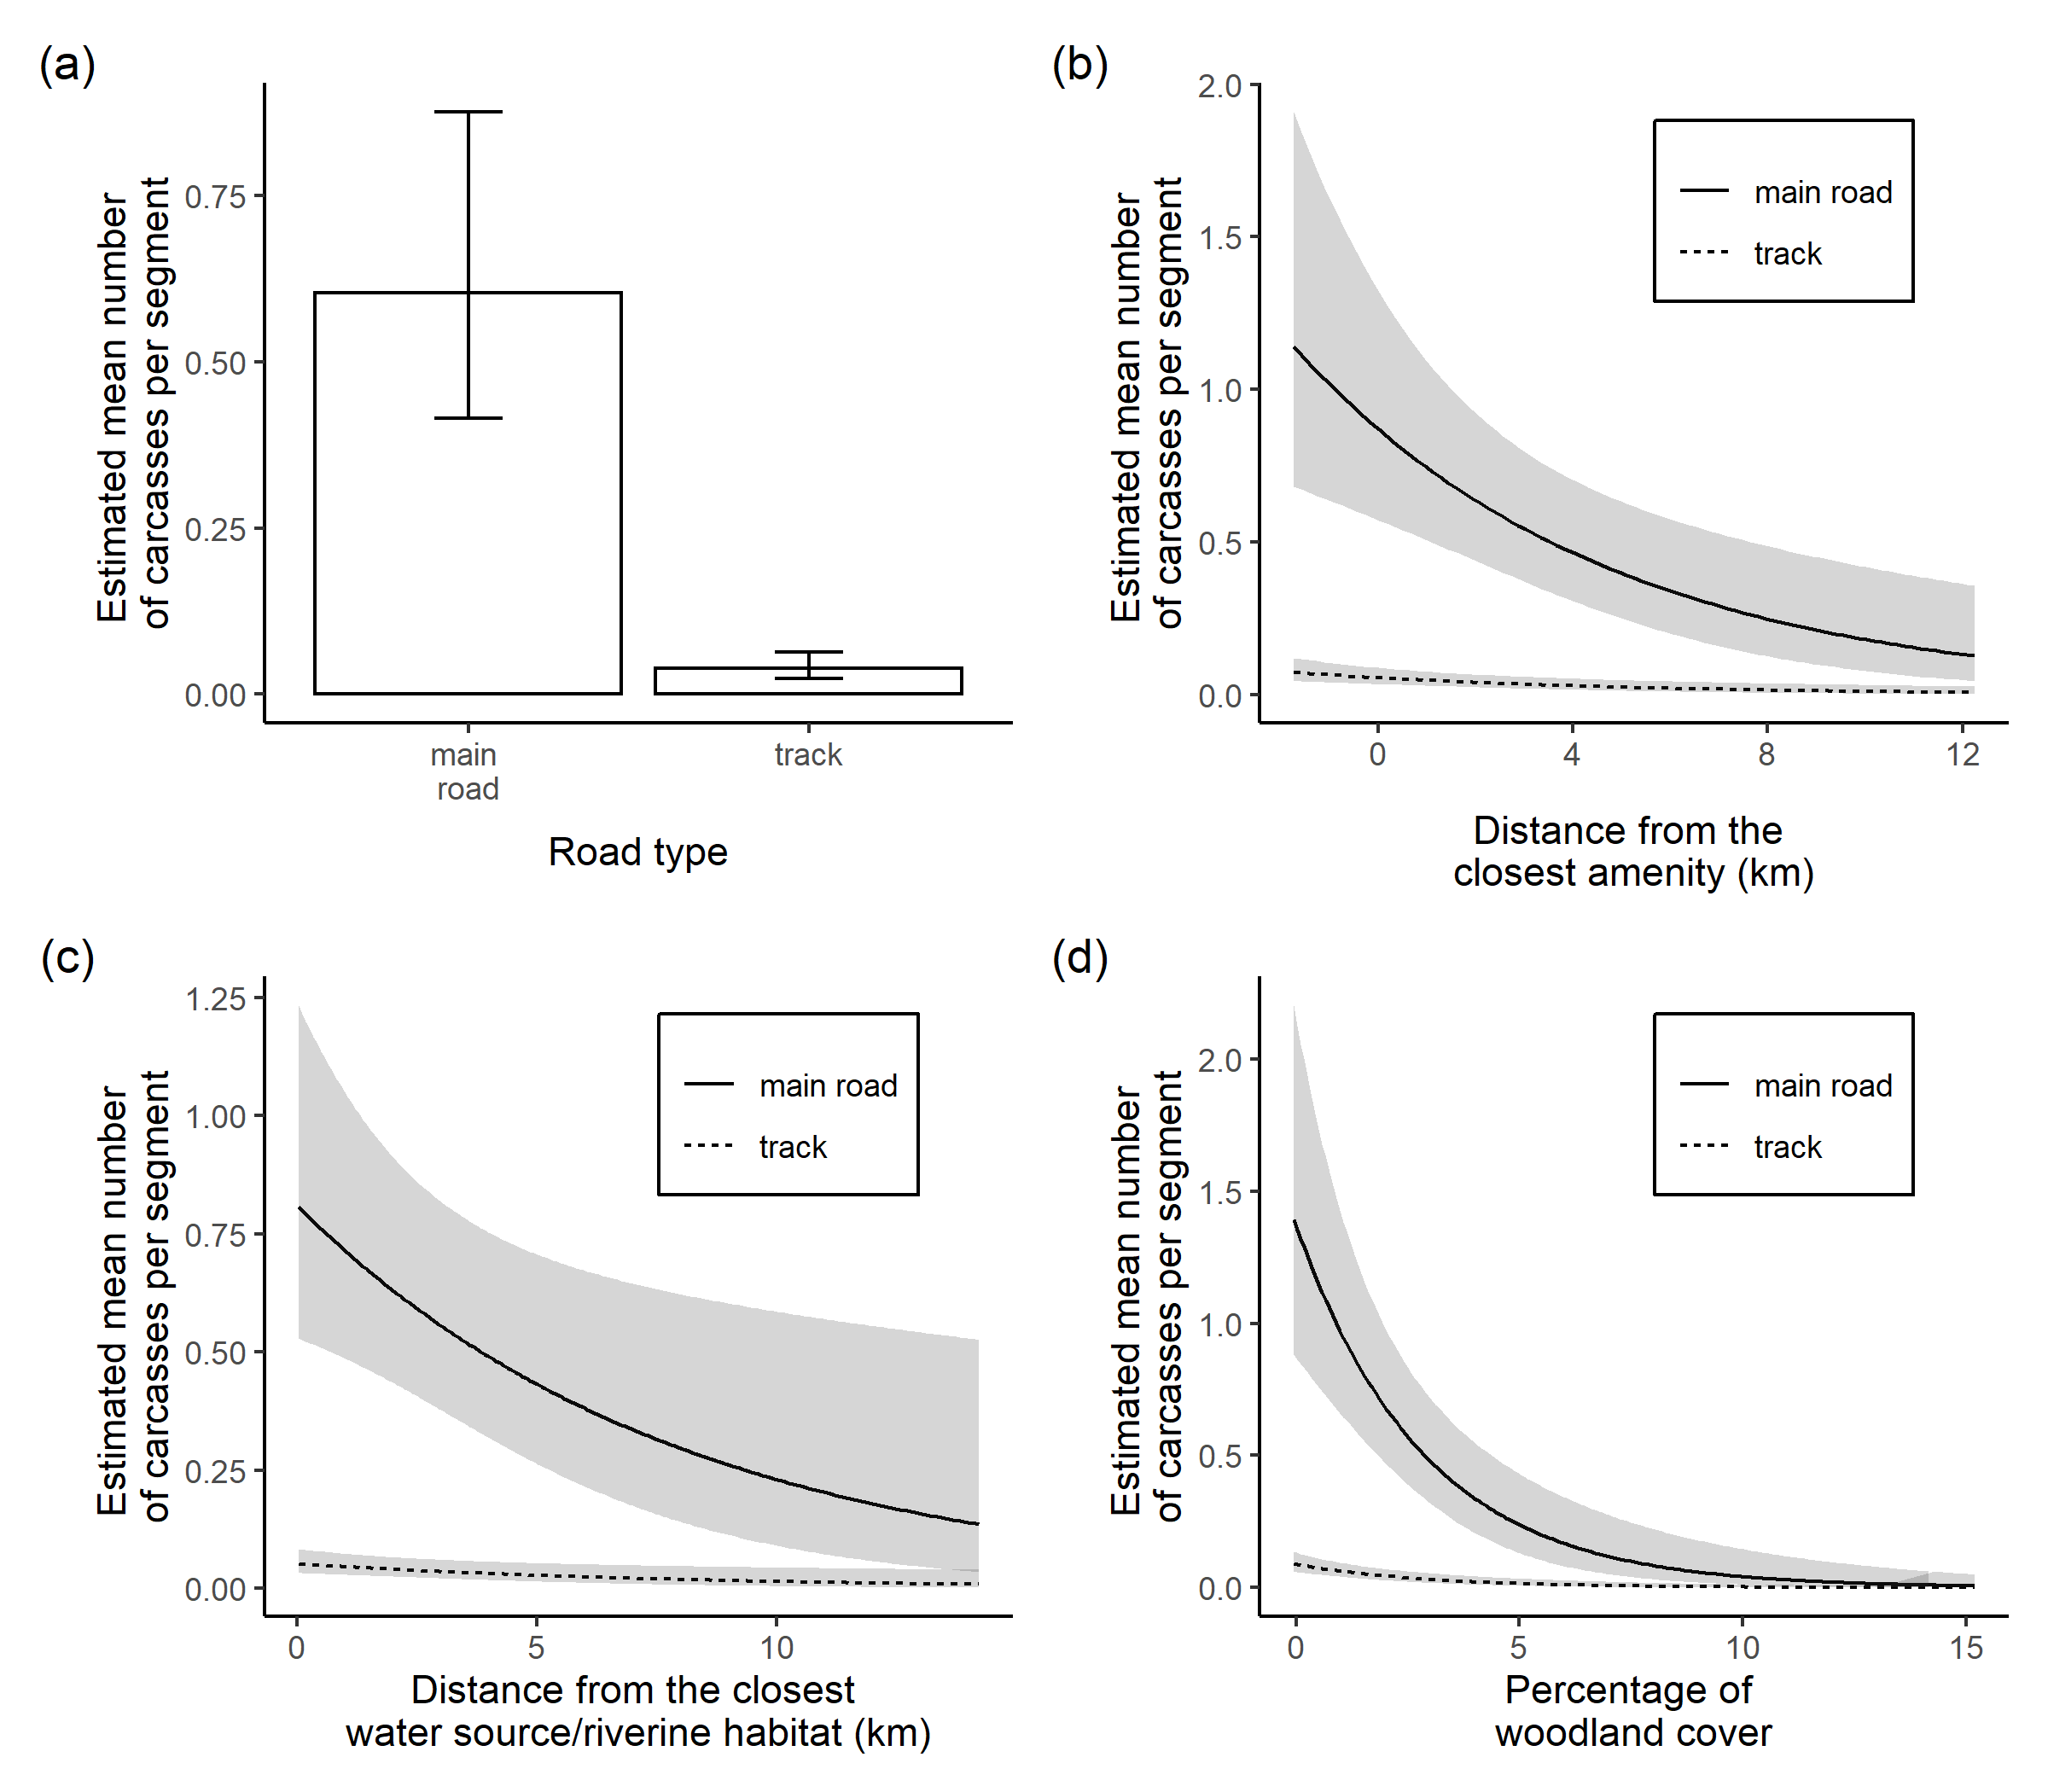 (a)
Estimated mean number
of carcasses per segment
0.75
0.50
0.25
0.00
main
road
track
Road type
(b)
Estimated mean number
of carcasses per segment
2.0
1.5
1.0
0.5
0.0
main road
track
0 4 8 12
Distance from the
closest amenity (km)
(c)
Estimated mean number
of carcasses per segment
1.25
1.00
0.75
0.50
0.25
0.00
main road
track
0 5 10
Distance from the closest
water source/riverine habitat (km)
(d)
Estimated mean number
of carcasses per segment
2.0
1.5
1.0
0.5
0.0
main road
track
0 5 10 15
Percentage of
woodland cover